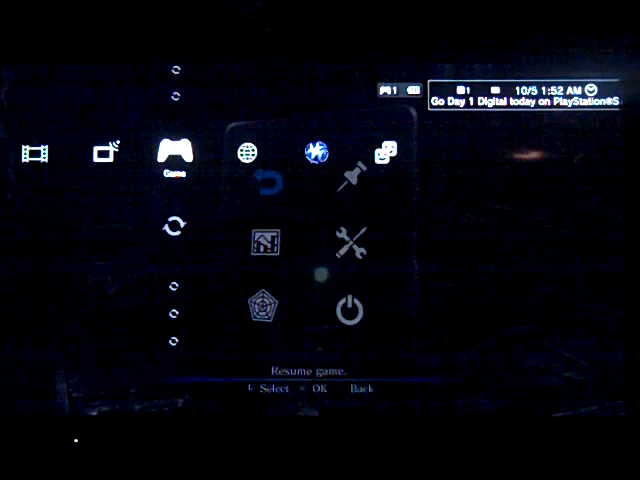 1
1
10/5 1:52 AM
Go Day 1 Digital today on PlayStation®S
Game
Resume game.
Select OK Back